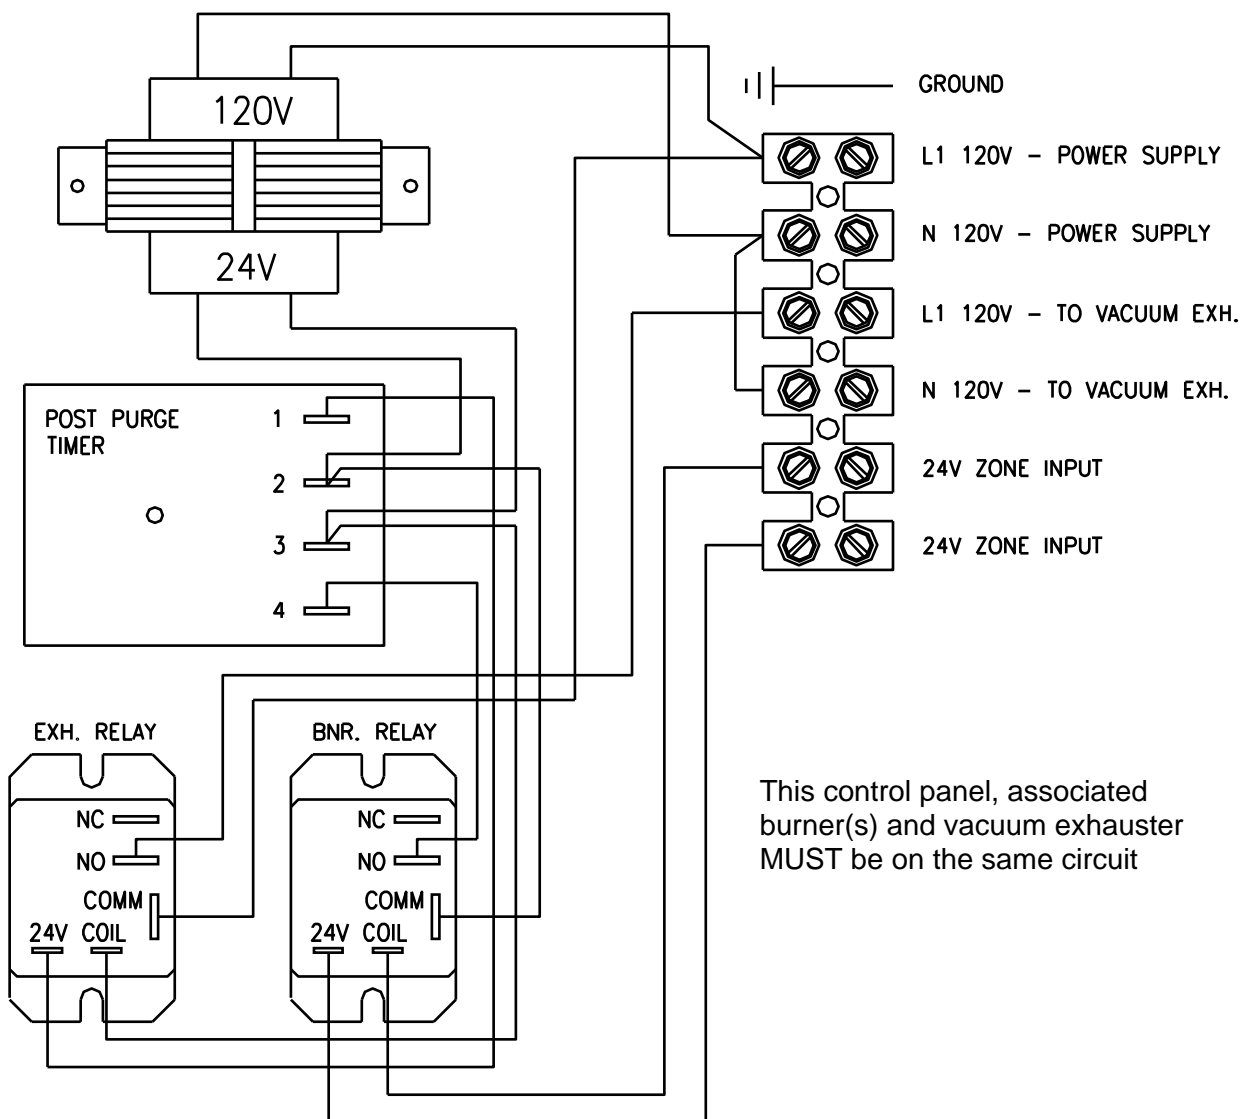 120V
24V
GROUND
L1 120V – POWER SUPPLY
N 120V – POWER SUPPLY
L1 120V – TO VACUUM EXH.
N 120V – TO VACUUM EXH.
24V ZONE INPUT
24V ZONE INPUT
POST PURGE
TIMER
1
2
3
4
EXH. RELAY
NC
NO
COMM
24V COIL
BNR. RELAY
NC
NO
COMM
24V COIL
This control panel, associated
burner(s) and vacuum exhauster
MUST be on the same circuit